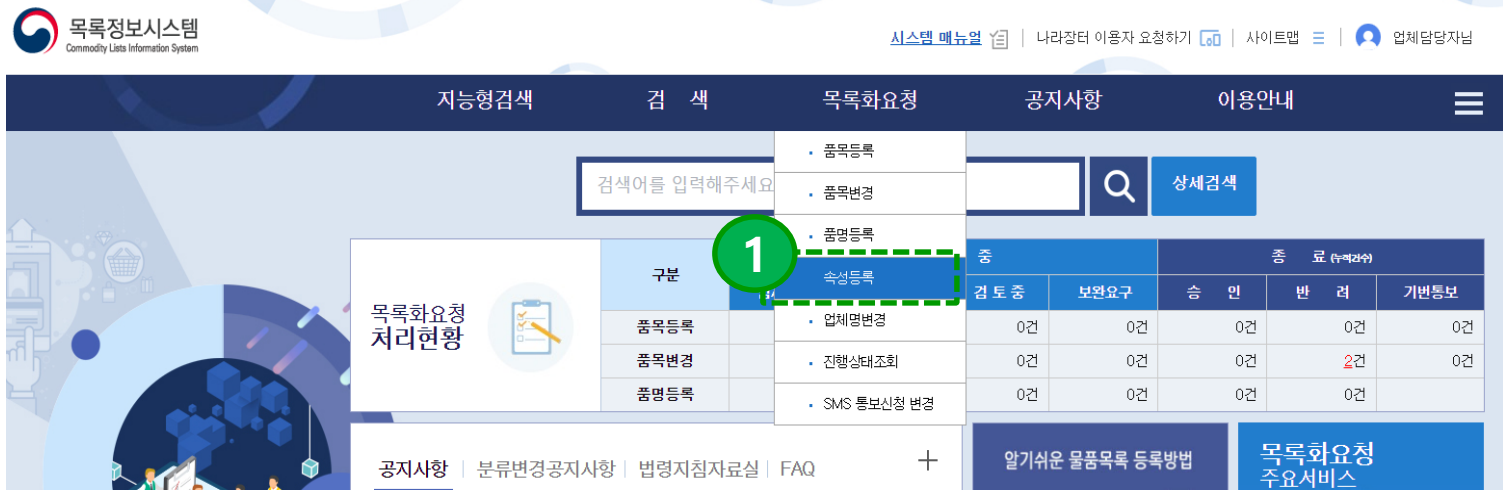 목록정보시스템
Commodity Lists Information System
시스템 매뉴얼 | 나라장터 이용자 요청하기 | 사이트맵 | 업체담당자님
지능형검색 검 색 목록화요청 공지사항 이용안내
검색어를 입력해주세요
상세검색
· 품목등록
· 품목변경
· 품명등록
1
속성등록
· 업체명변경
· 진행상태조회
· SMS 통보신청 변경
목록화요청
처리현황
구분 중 종 료 (누적건수)
검토중 보완요구 승 인 반 려 기번통보
품목등록 0건 0건 0건 0건 0건
품목변경 0건 0건 0건 2건 0건
품명등록 0건 0건 0건 0건
공지사항 | 분류변경공지사항 | 법령지침자료실 | FAQ +
알기쉬운 물품목록 등록방법
목록화요청
주요서비스